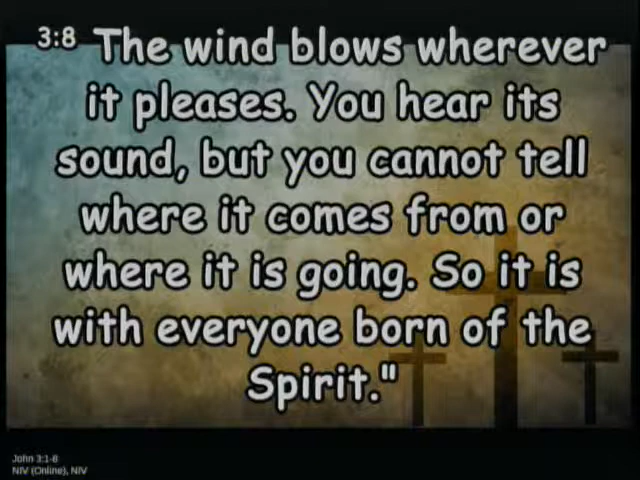 3:8 The wind blows wherever
it pleases. You hear its
sound, but you cannot tell
where it comes from or
where it is going. So it is
with everyone born of the
Spirit."
John 3:1-8
NIV (Online), NIV